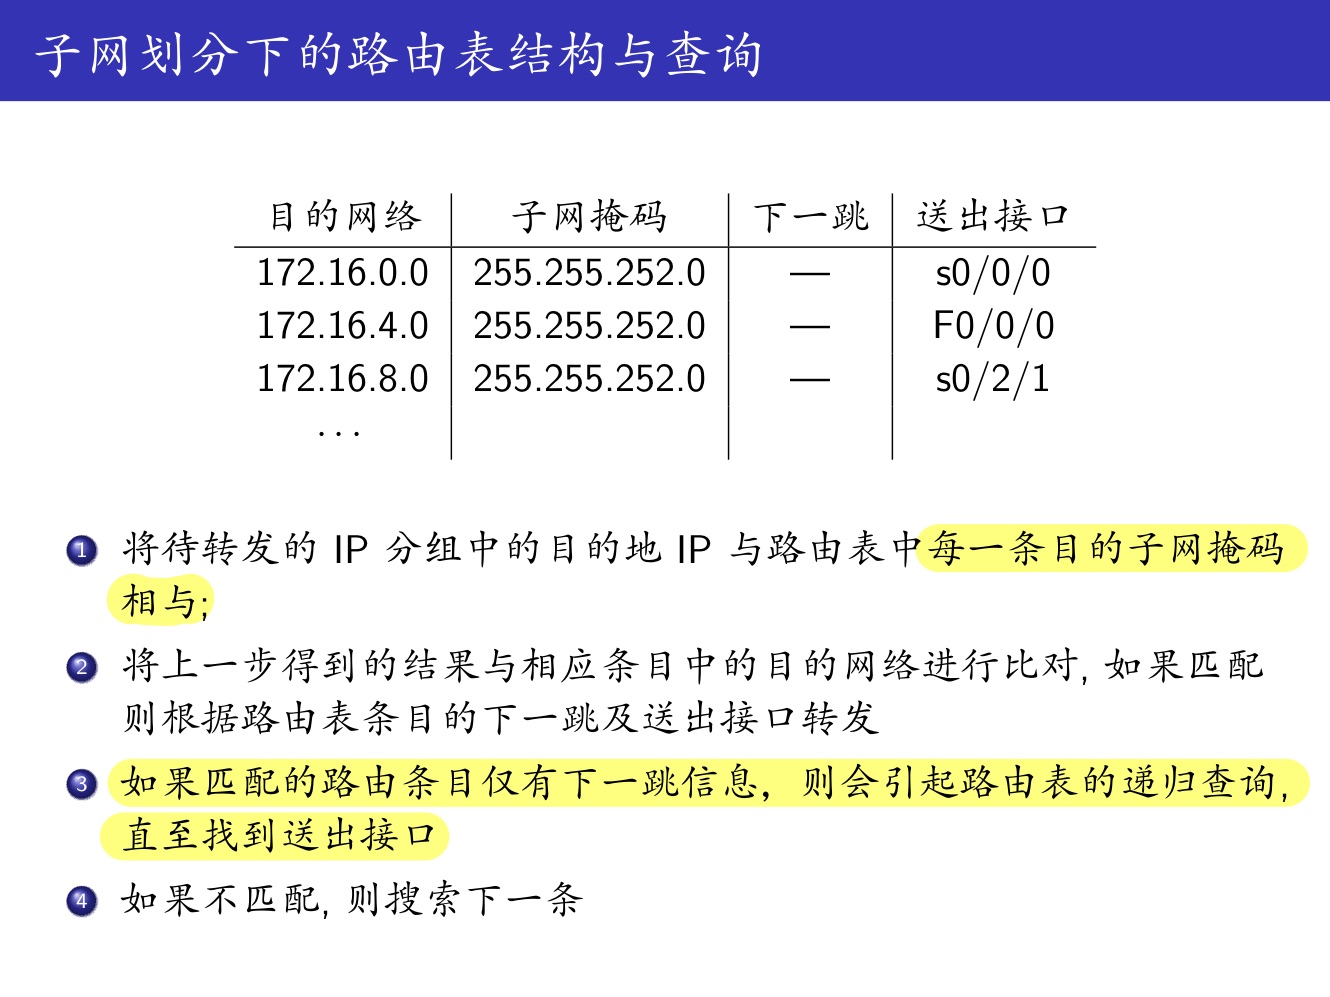 子网划分下的路由表结构与查询
目的网络 子网掩码 下一跳 送出接口
172.16.0.0 255.255.252.0 — s0/0/0
172.16.4.0 255.255.252.0 — F0/0/0
172.16.8.0 255.255.252.0 — s0/2/1
...
1 将待转发的 IP 分组中的目的地 IP 与路由表中每一条目的子网掩码
相与;
2 将上一步得到的结果与相应条目中的目的网络进行比对, 如果匹配
则根据路由表条目的下一跳及送出接口转发
3 如果匹配的路由条目仅有下一跳信息，则会引起路由表的递归查询,
直至找到送出接口
4 如果不匹配, 则搜索下一条